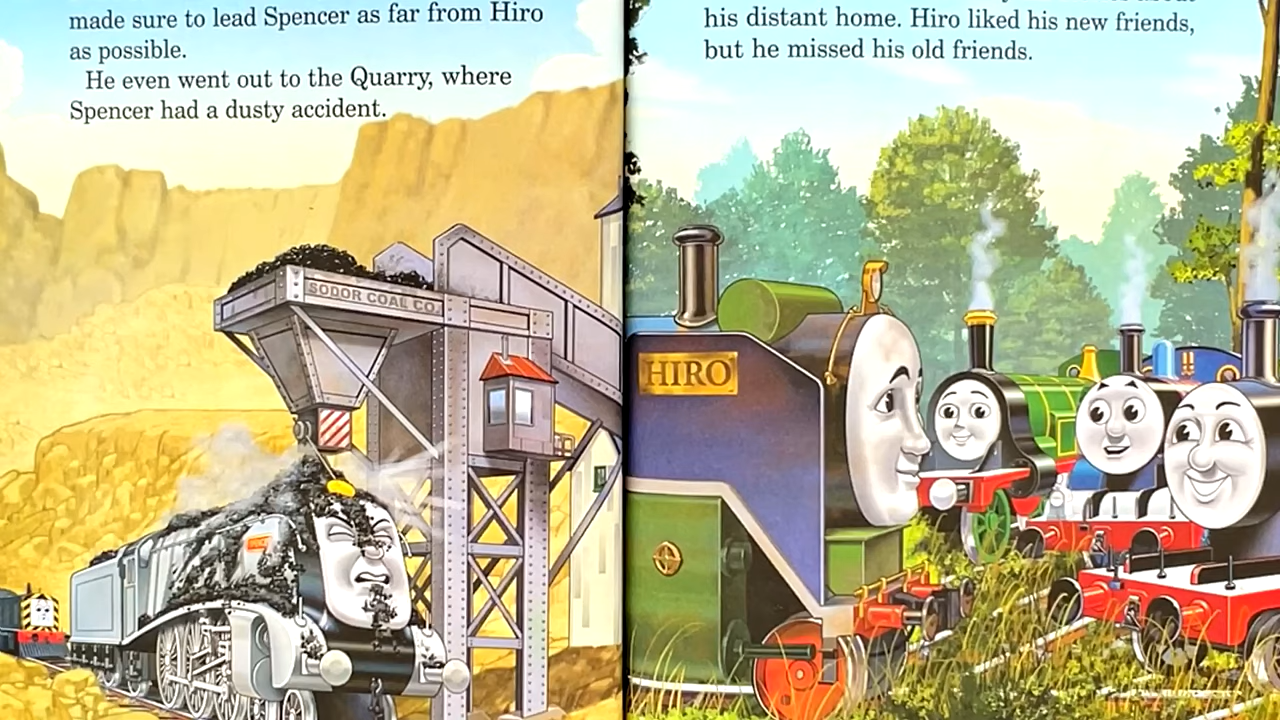 made sure to lead Spencer as far from Hiro
as possible.
He even went out to the Quarry, where
Spencer had a dusty accident.
SODOR COAL CO.
his distant home. Hiro liked his new friends,
but he missed his old friends.
HIRO